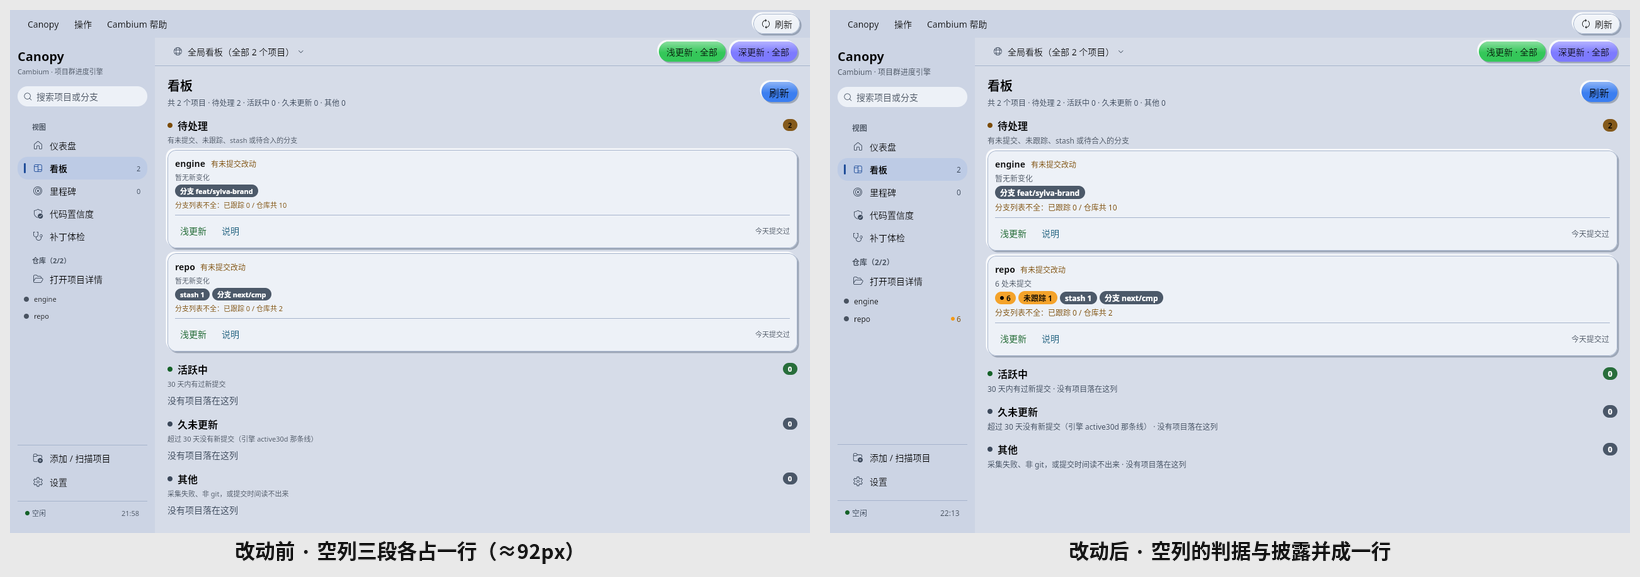 Canopy 操作 Cambium 帮助 刷新
Canopy
Cambium · 项目群进度引擎
搜索项目或分支
视图
仪表盘
看板 2
里程碑 0
代码置信度
补丁体检
仓库（2/2）
打开项目详情
engine
repo
添加 / 扫描项目
设置
空闲 21:58
全局看板（全部 2 个项目） 浅更新 · 全部 深更新 · 全部
看板
共 2 个项目 · 待处理 2 · 活跃中 0 · 久未更新 0 · 其他 0
刷新
待处理 2
有未提交、未跟踪、stash 或待合入的分支
engine 有未提交改动
暂无新变化
分支 feat/sylva-brand
分支列表不全：已跟踪 0 / 仓库共 10
浅更新 说明 今天提交过
repo 有未提交改动
暂无新变化
stash 1 分支 next/cmp
分支列表不全：已跟踪 0 / 仓库共 2
浅更新 说明 今天提交过
活跃中 0
30 天内有过新提交
没有项目落在这列
久未更新 0
超过 30 天没有新提交（引擎 active30d 那条线）
没有项目落在这列
其他 0
采集失败、非 git，或提交时间读不出来
没有项目落在这列
改动前 · 空列三段各占一行（≈92px）
Canopy 操作 Cambium 帮助 刷新
Canopy
Cambium · 项目群进度引擎
搜索项目或分支
视图
仪表盘
看板 2
里程碑 0
代码置信度
补丁体检
仓库（2/2）
打开项目详情
engine
repo 6
添加 / 扫描项目
设置
空闲 22:13
全局看板（全部 2 个项目） 浅更新 · 全部 深更新 · 全部
看板
共 2 个项目 · 待处理 2 · 活跃中 0 · 久未更新 0 · 其他 0
刷新
待处理 2
有未提交、未跟踪、stash 或待合入的分支
engine 有未提交改动
暂无新变化
分支 feat/sylva-brand
分支列表不全：已跟踪 0 / 仓库共 10
浅更新 说明 今天提交过
repo 有未提交改动
6 处未提交
● 6 未跟踪 1 stash 1 分支 next/cmp
分支列表不全：已跟踪 0 / 仓库共 2
浅更新 说明 今天提交过
活跃中 0
30 天内有过新提交 · 没有项目落在这列
久未更新 0
超过 30 天没有新提交（引擎 active30d 那条线） · 没有项目落在这列
其他 0
采集失败、非 git，或提交时间读不出来 · 没有项目落在这列
改动后 · 空列的判据与披露并成一行